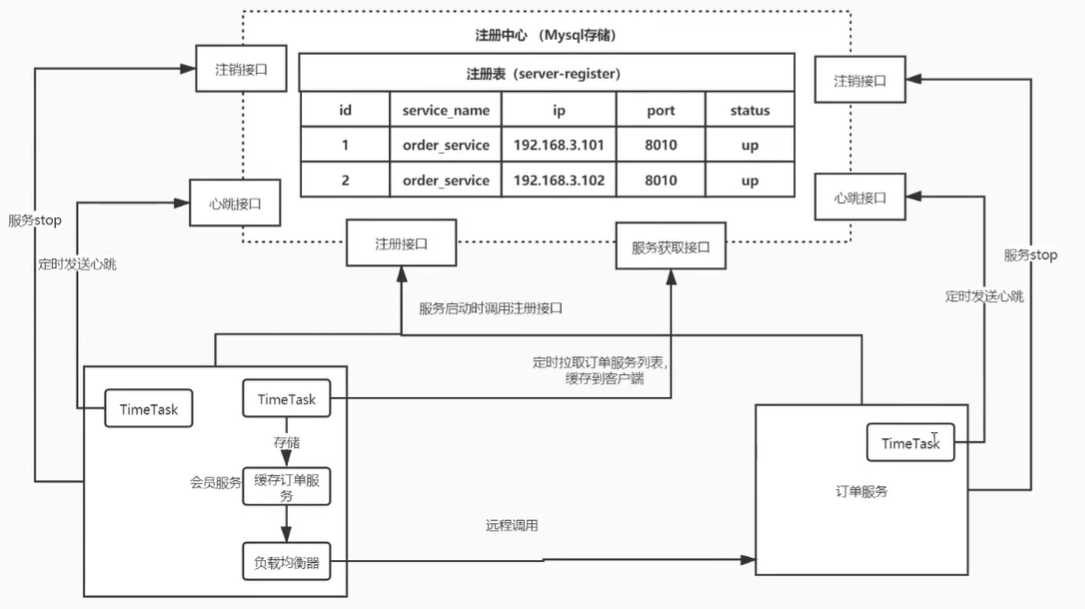 注册中心 （Mysql存储）
注册表（server-register）
id service_name ip port status
1 order_service 192.168.3.101 8010 up
2 order_service 192.168.3.102 8010 up
注销接口
注销接口
心跳接口
心跳接口
注册接口
服务获取接口
服务stop
定时发送心跳
服务stop
定时发送心跳
服务启动时调用注册接口
定时拉取订单服务列表，
缓存到客户端
TimeTask
TimeTask
存储
会员服务
缓存订单服
务
负载均衡器
远程调用
TimeTask
订单服务